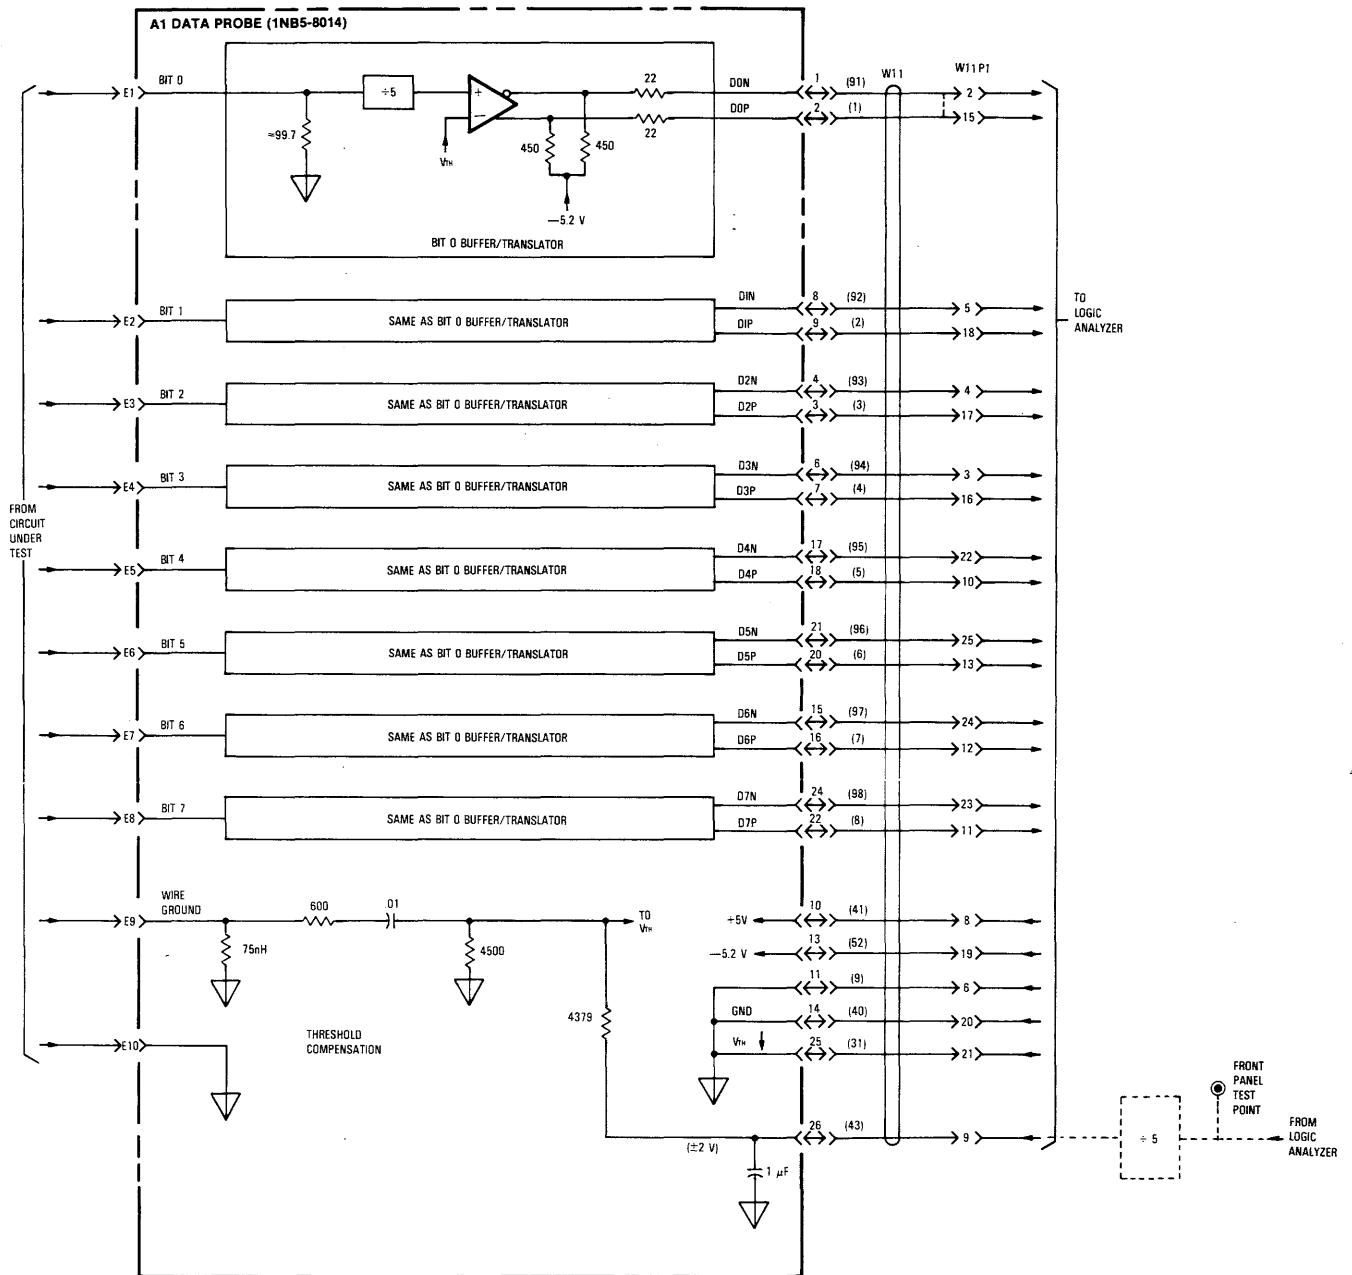 A1 DATA PROBE (1NB5-8014)
E1 BIT 0
≈99.7
÷5
+
−
VTH
450
450
—5.2 V
22
22
BIT 0 BUFFER/TRANSLATOR
D0N 1 (91) W11 W11P1 2
D0P 2 (1) 15
E2 BIT 1 SAME AS BIT 0 BUFFER/TRANSLATOR
DIN 8 (92) 5
DIP 9 (2) 18
TO
LOGIC
ANALYZER
E3 BIT 2 SAME AS BIT 0 BUFFER/TRANSLATOR
D2N 4 (93) 4
D2P 3 (3) 17
E4 BIT 3 SAME AS BIT 0 BUFFER/TRANSLATOR
D3N 6 (94) 3
D3P 7 (4) 16
FROM
CIRCUIT
UNDER
TEST
E5 BIT 4 SAME AS BIT 0 BUFFER/TRANSLATOR
D4N 17 (95) 22
D4P 18 (5) 10
E6 BIT 5 SAME AS BIT 0 BUFFER/TRANSLATOR
D5N 21 (96) 25
D5P 20 (6) 13
E7 BIT 6 SAME AS BIT 0 BUFFER/TRANSLATOR
D6N 15 (97) 24
D6P 16 (7) 12
E8 BIT 7 SAME AS BIT 0 BUFFER/TRANSLATOR
D7N 24 (98) 23
D7P 22 (8) 11
E9 WIRE
GROUND
75nH
600
.01
4500
TO
VTH
4379
THRESHOLD
COMPENSATION
E10
+5V 10 (41) 8
—5.2 V 13 (52) 19
11 (9) 6
GND 14 (40) 20
VTH 25 (31) 21
(±2 V) 26 (43) 9
1 µF
÷ 5
FRONT
PANEL
TEST
POINT
FROM
LOGIC
ANALYZER